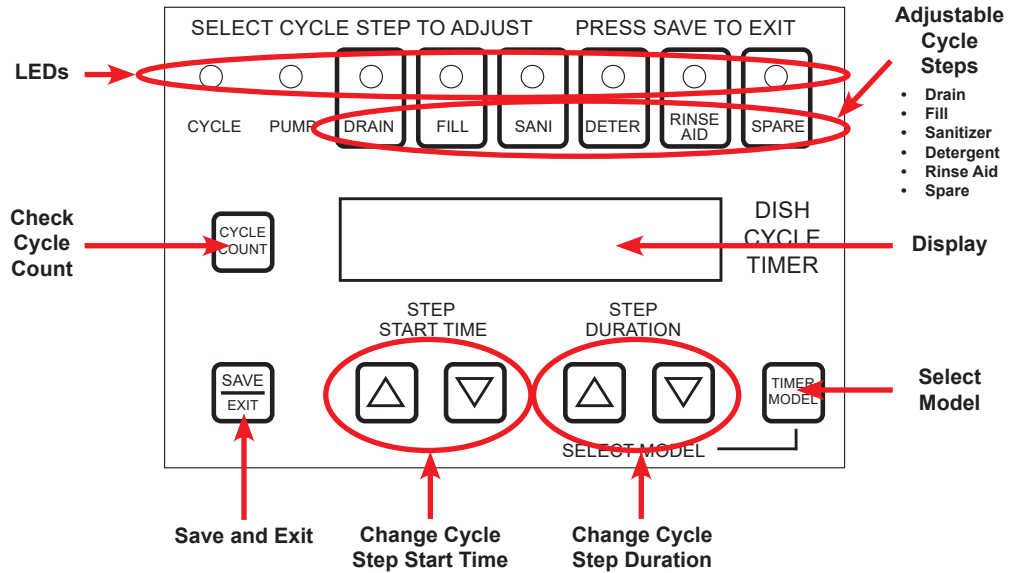 SELECT CYCLE STEP TO ADJUST PRESS SAVE TO EXIT
Adjustable
Cycle
Steps
LEDs
• Drain
• Fill
• Sanitizer
• Detergent
• Rinse Aid
• Spare
CYCLE PUMP DRAIN FILL SANI DETER RINSE
AID SPARE
Check
Cycle
Count
CYCLE
COUNT
DISH
CYCLE
TIMER
Display
STEP
START TIME
STEP
DURATION
SAVE
EXIT
TIMER
MODEL
Select
Model
SELECT MODEL
Save and Exit
Change Cycle
Step Start Time
Change Cycle
Step Duration